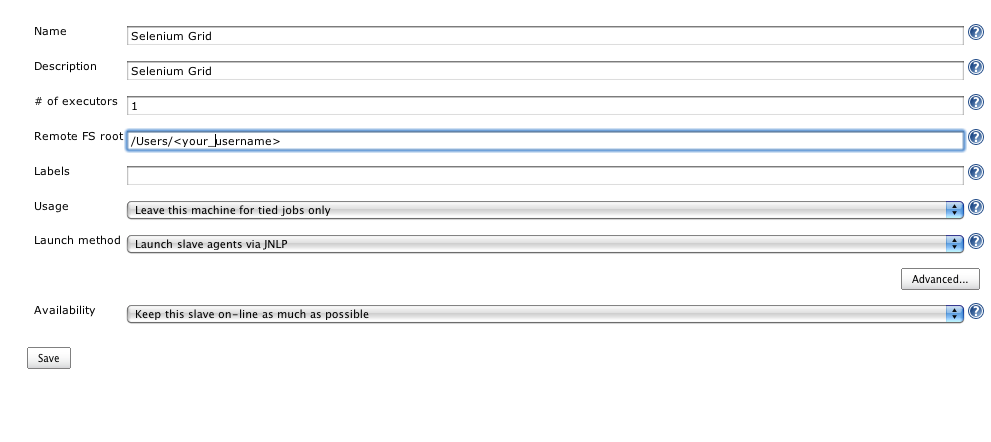 Name Selenium Grid ?
Description Selenium Grid ?
# of executors 1 ?
Remote FS root /Users/<your_username> ?
Labels ?
Usage Leave this machine for tied jobs only ?
Launch method Launch slave agents via JNLP ?
Advanced...
Availability Keep this slave on-line as much as possible ?
Save